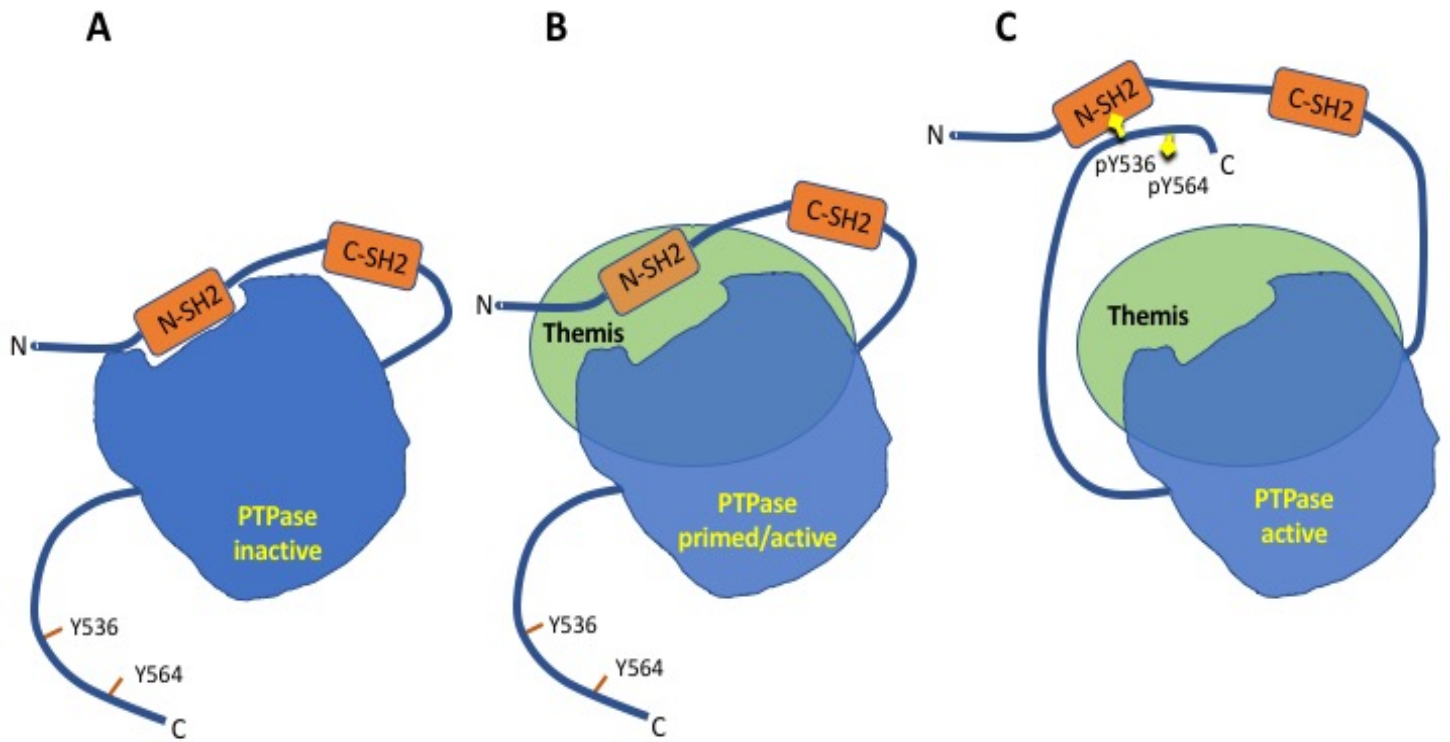 A
N
N-SH2
C-SH2
PTPase
inactive
Y536
Y564
C
B
N
N-SH2
C-SH2
Themis
PTPase
primed/active
Y536
Y564
C
C
N
N-SH2
C-SH2
pY536
pY564
C
Themis
PTPase
active